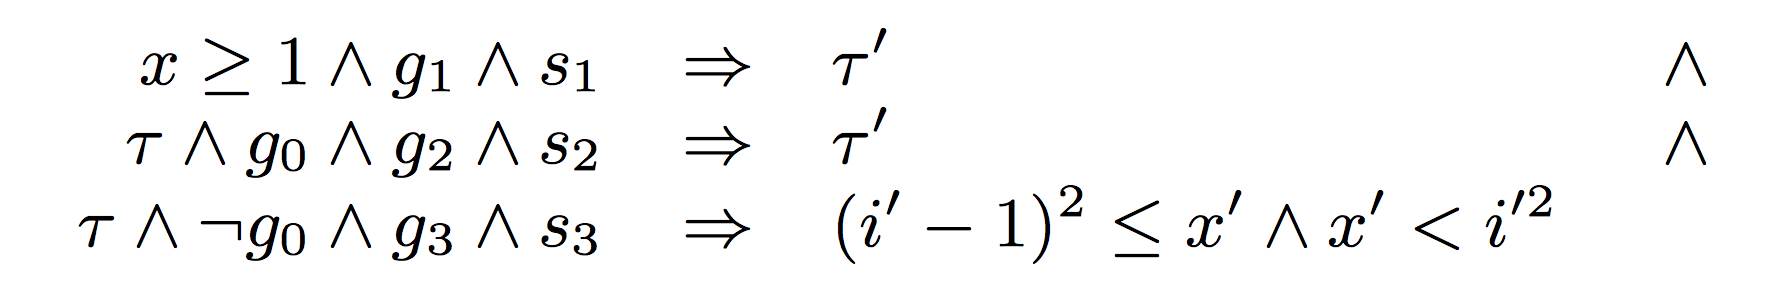 x ≥ 1 ∧ g₁ ∧ s₁ ⇒ τ′ ∧
τ ∧ g₀ ∧ g₂ ∧ s₂ ⇒ τ′ ∧
τ ∧ ¬g₀ ∧ g₃ ∧ s₃ ⇒ (i′ − 1)² ≤ x′ ∧ x′ < i′²